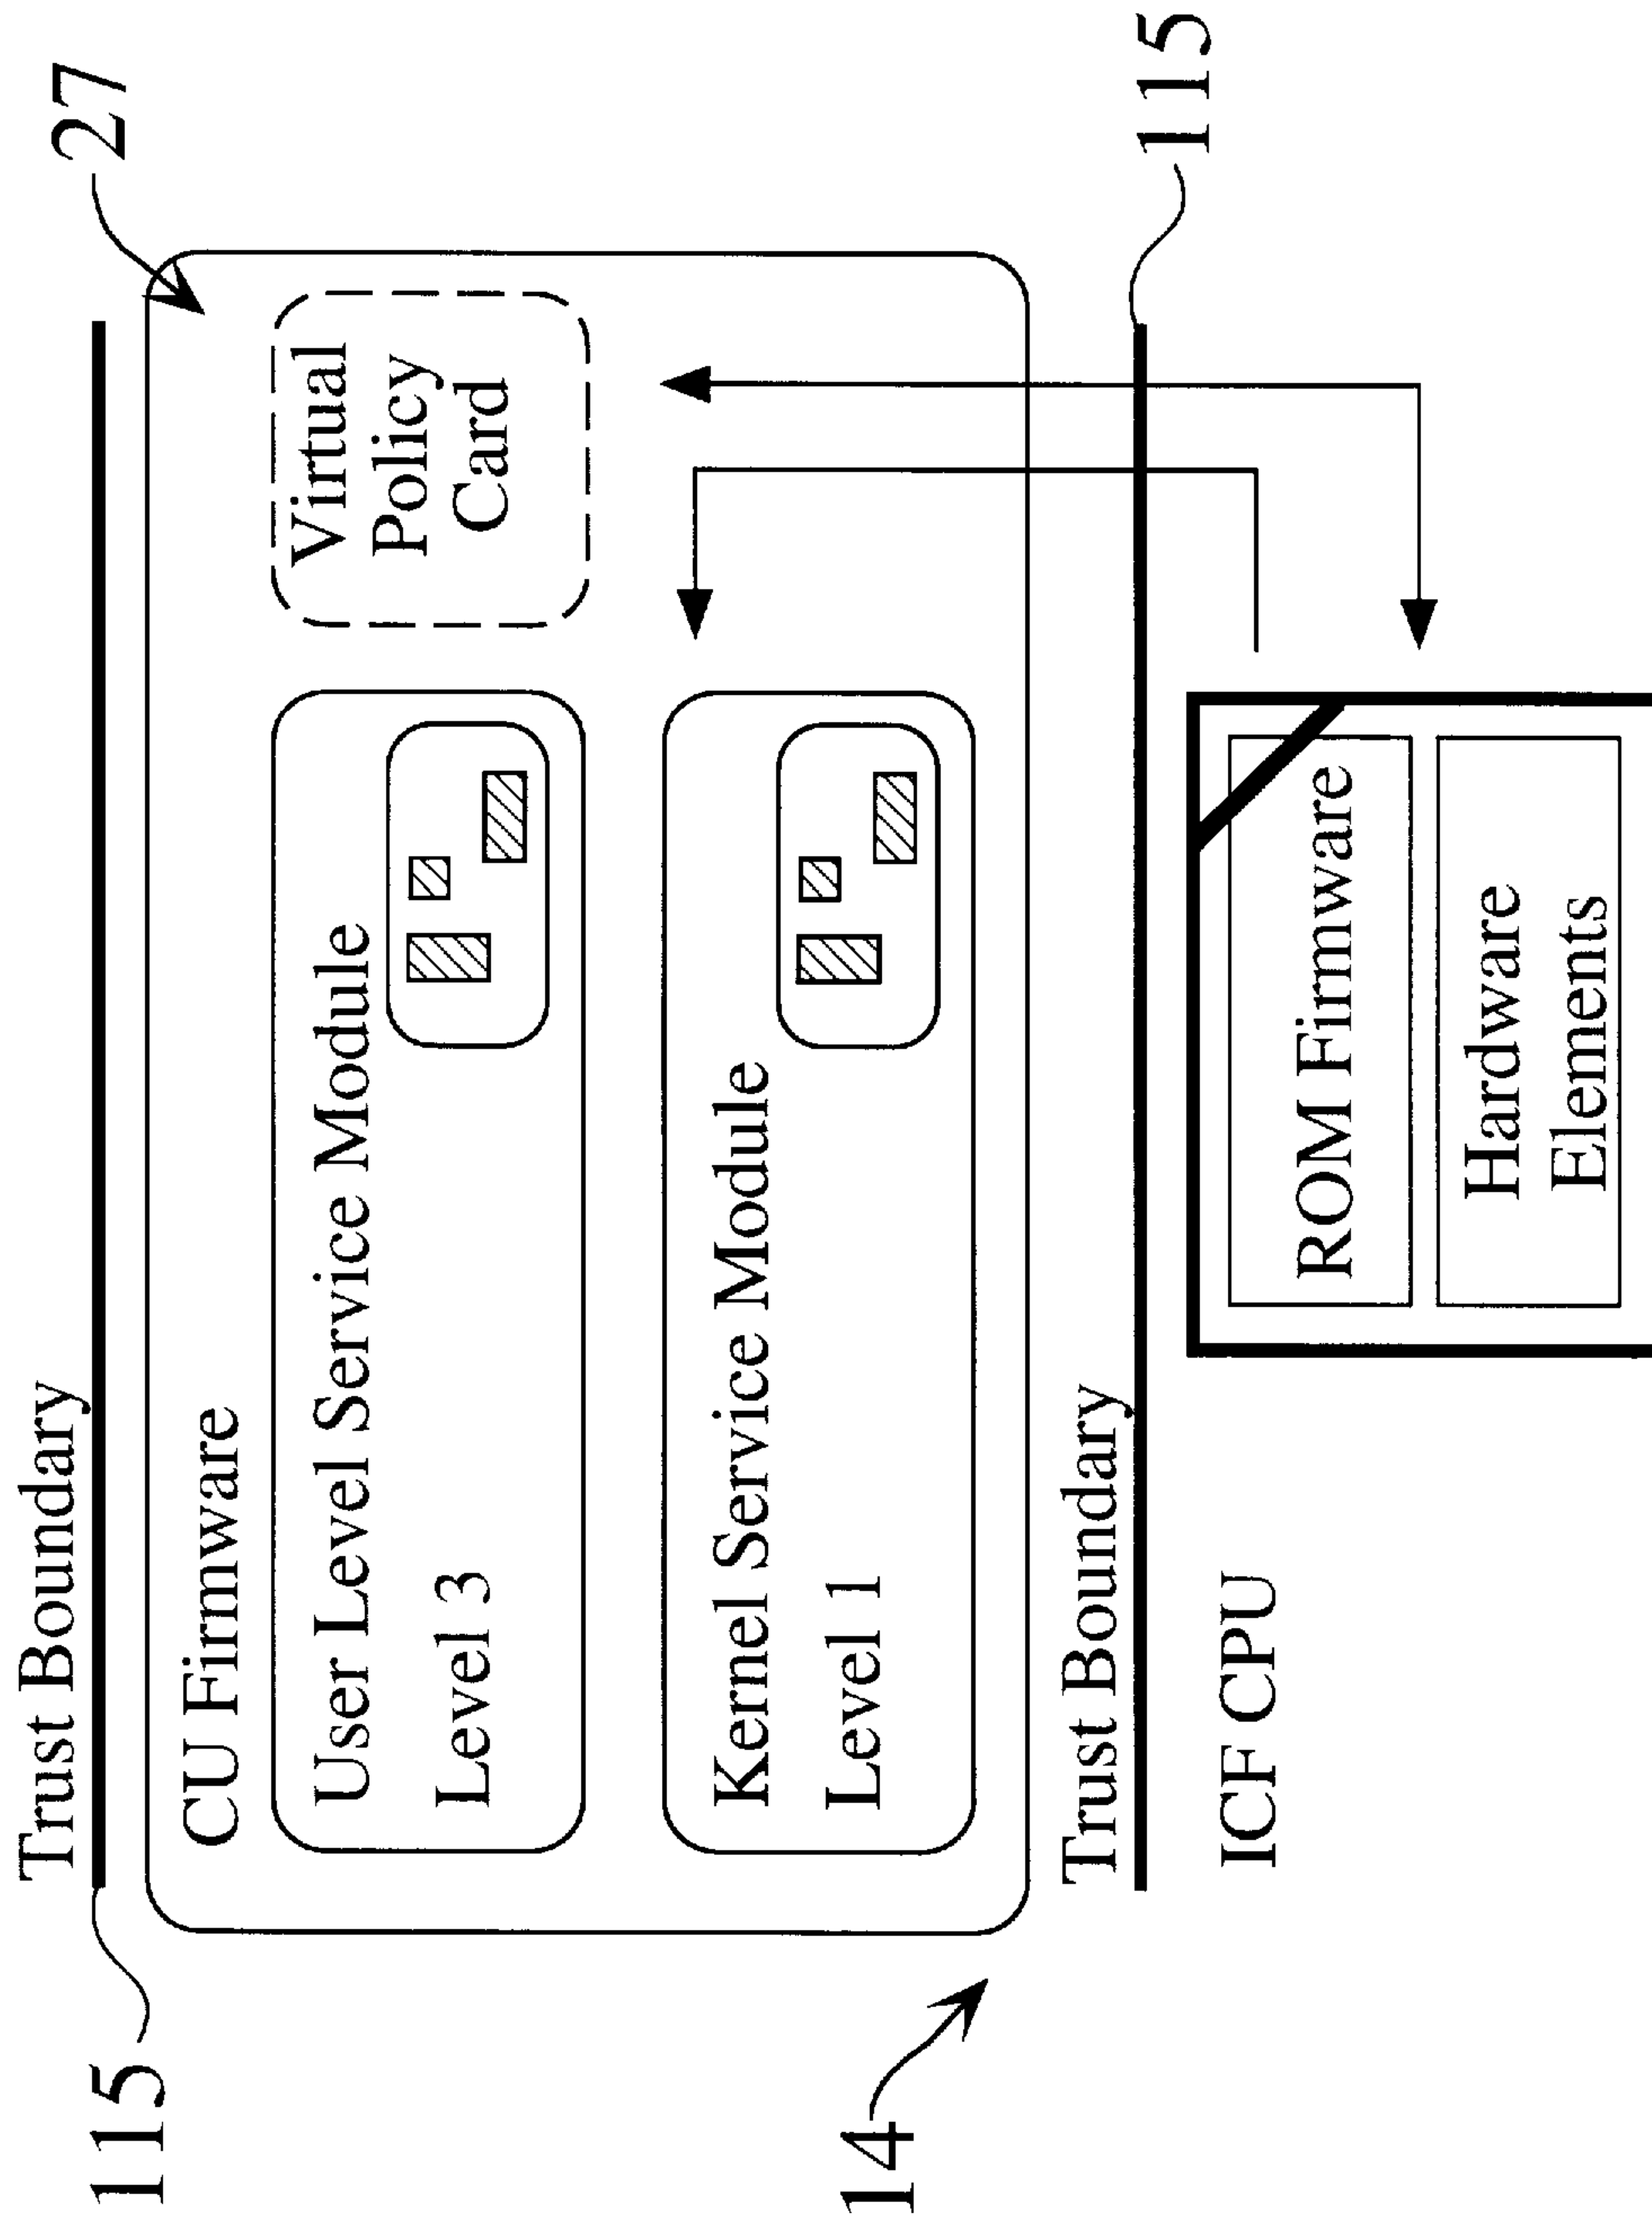 Trust Boundary
27
115
CU Firmware
User Level Service Module
Level 3
Virtual
Policy
Card
Kernel Service Module
Level 1
14
Trust Boundary
115
ICF CPU
ROM Firmware
Hardware
Elements